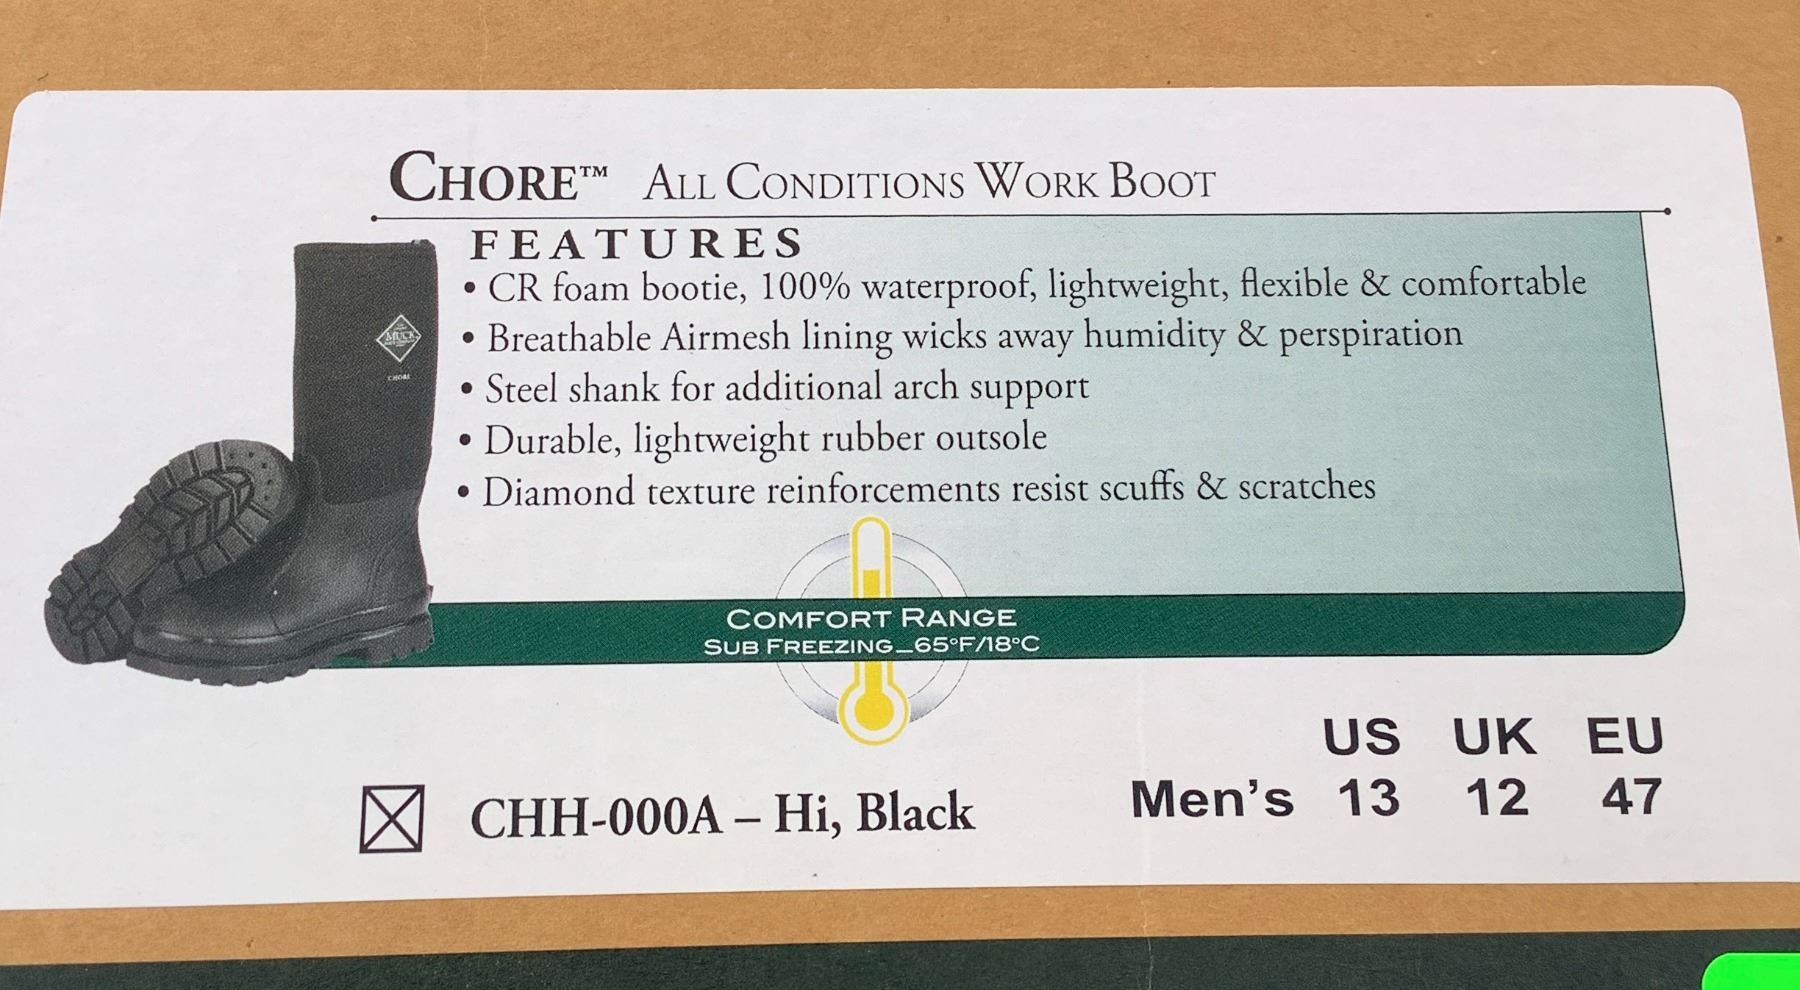 CHORE™ ALL CONDITIONS WORK BOOT
FEATURES
• CR foam bootie, 100% waterproof, lightweight, flexible & comfortable
• Breathable Airmesh lining wicks away humidity & perspiration
• Steel shank for additional arch support
• Durable, lightweight rubber outsole
• Diamond texture reinforcements resist scuffs & scratches
MUCK
CHORE
COMFORT RANGE
SUB FREEZING_65°F/18°C
US UK EU
Men's 13 12 47
CHH-000A – Hi, Black